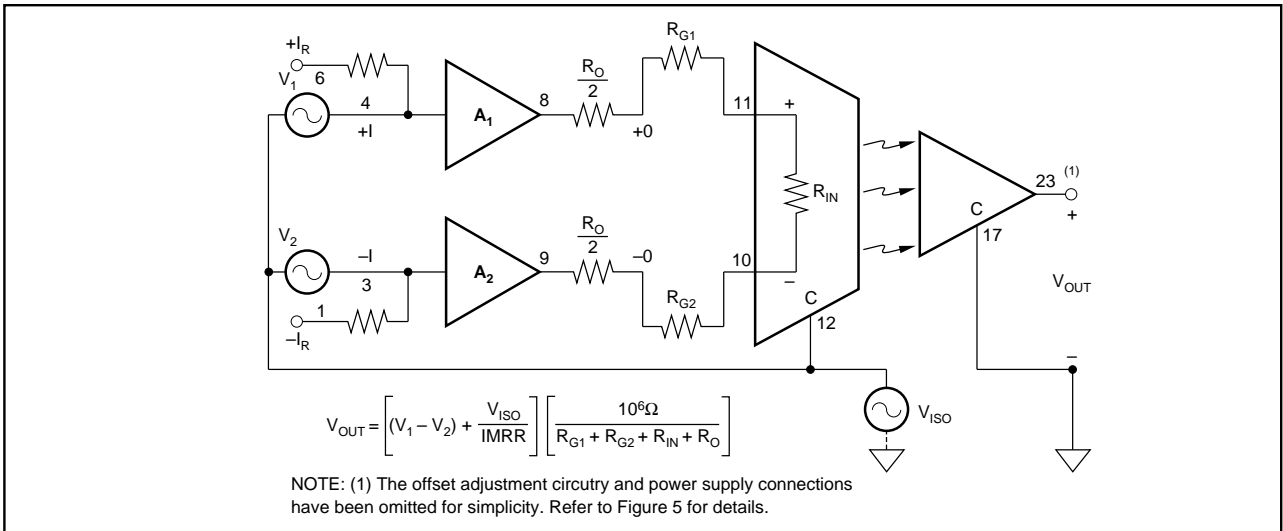 +I_R
6
V_1
4
+I
A_1
8
R_O
2
+0
R_G1
11
+
R_IN
–
10
C
12
23
(1)
+
C
17
V_OUT
–
V_2
–I
3
1
–I_R
A_2
9
R_O
2
–0
R_G2
V_ISO
V_OUT = [(V_1 – V_2) + V_ISO / IMRR] [10^6Ω / R_G1 + R_G2 + R_IN + R_O]
NOTE: (1) The offset adjustment circutry and power supply connections
have been omitted for simplicity. Refer to Figure 5 for details.